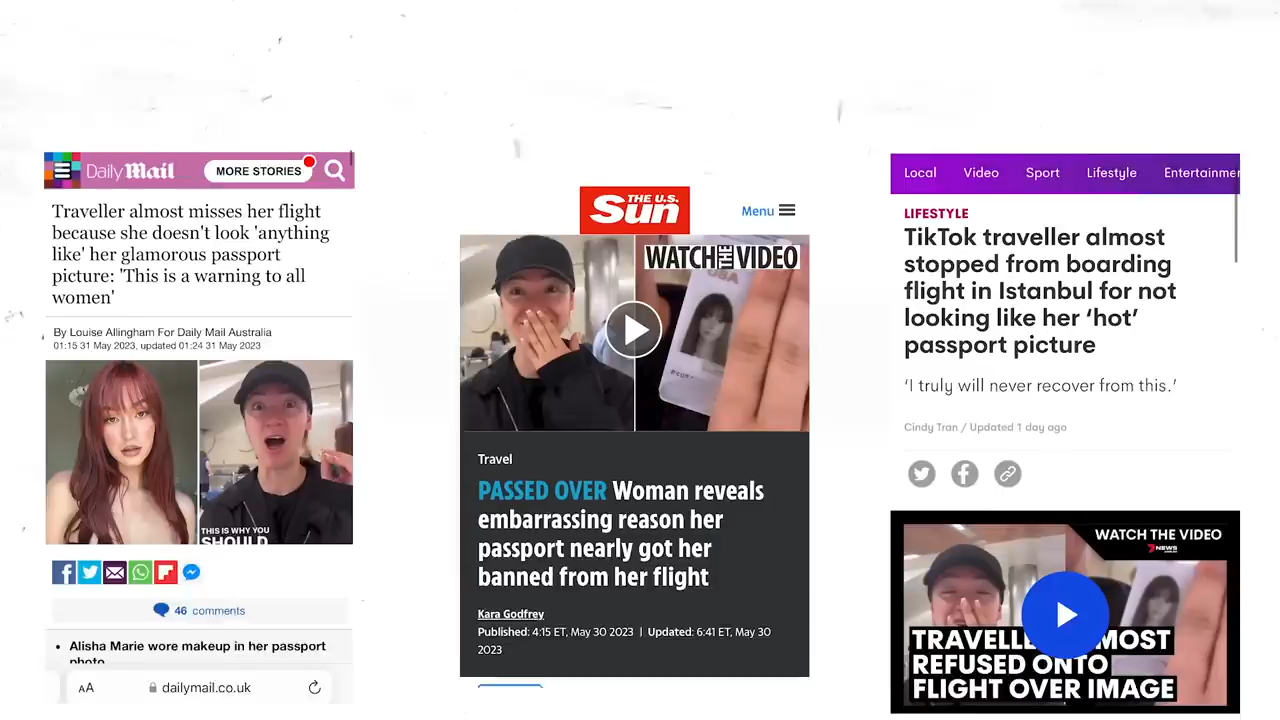 Daily Mail
MORE STORIES
Traveller almost misses her flight
because she doesn't look 'anything
like' her glamorous passport
picture: 'This is a warning to all
women'
By Louise Allingham For Daily Mail Australia
01:15 31 May 2023, updated 01:24 31 May 2023
THIS IS WHY YOU
SHOULD
46 comments
• Alisha Marie wore makeup in her passport
photo
AA
dailymail.co.uk
THE U.S.
Sun
Menu
WATCH THE VIDEO
USA
Travel
PASSED OVER Woman reveals
embarrassing reason her
passport nearly got her
banned from her flight
Kara Godfrey
Published: 4:15 ET, May 30 2023 | Updated: 6:41 ET, May 30
2023
Local Video Sport Lifestyle Entertainmen
LIFESTYLE
TikTok traveller almost
stopped from boarding
flight in Istanbul for not
looking like her ‘hot’
passport picture
‘I truly will never recover from this.’
Cindy Tran / Updated 1 day ago
WATCH THE VIDEO
7NEWS
TRAVELLE MOST
REFUSED ONTO
FLIGHT OVER IMAGE